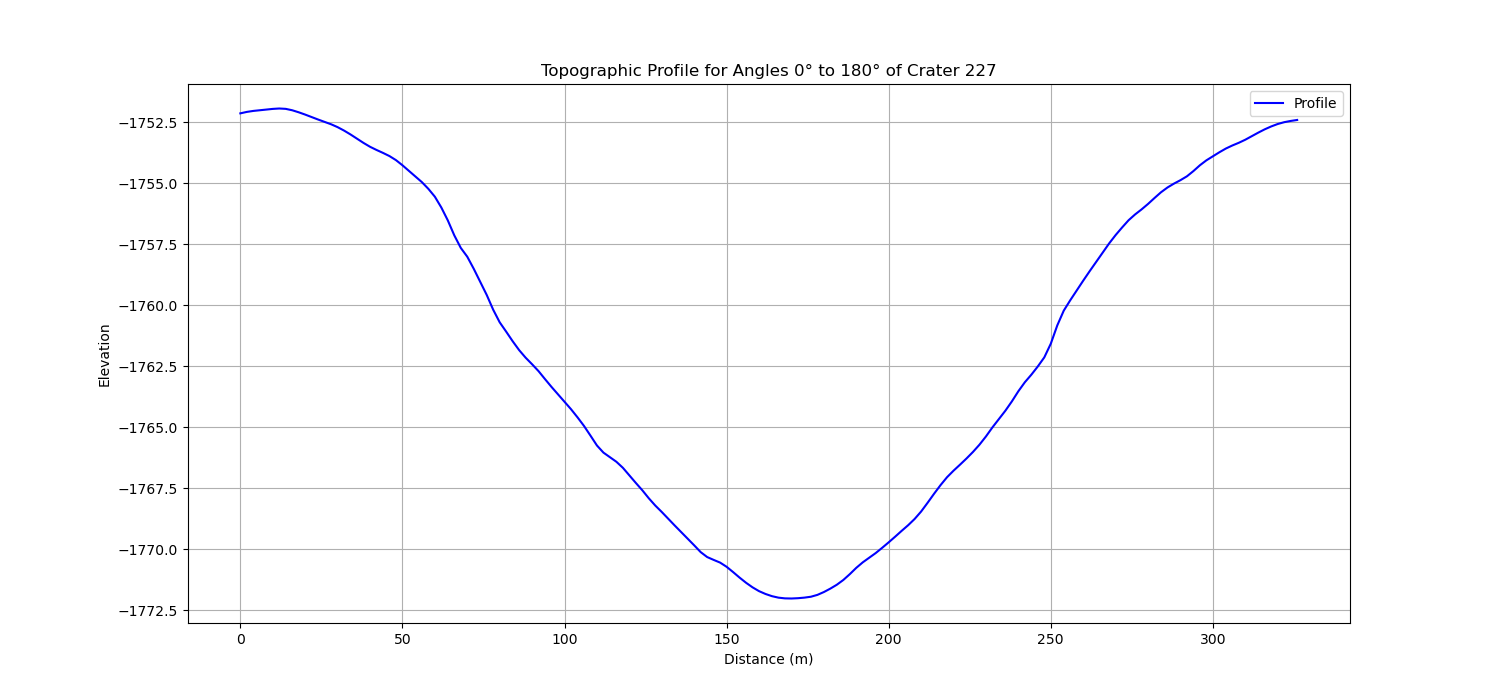 Topographic Profile for Angles 0° to 180° of Crater 227
Profile
−1752.5
−1755.0
−1757.5
−1760.0
−1762.5
−1765.0
−1767.5
−1770.0
−1772.5
Elevation
0 50 100 150 200 250 300
Distance (m)